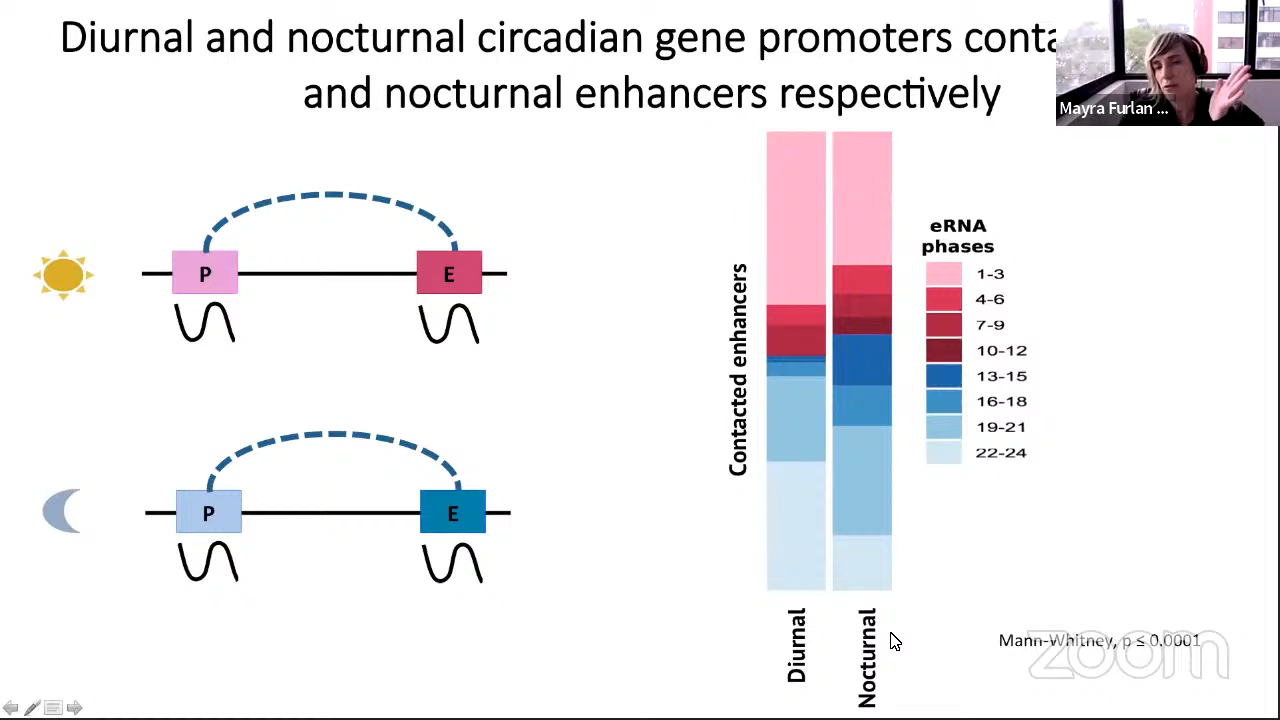 Diurnal and nocturnal circadian gene promoters conta
and nocturnal enhancers respectively
Mayra Furlan ...
P
E
P
E
Contacted enhancers
Diurnal
Nocturnal
eRNA
phases
1-3
4-6
7-9
10-12
13-15
16-18
19-21
22-24
Mann-Whitney, p ≤ 0.0001
zoom